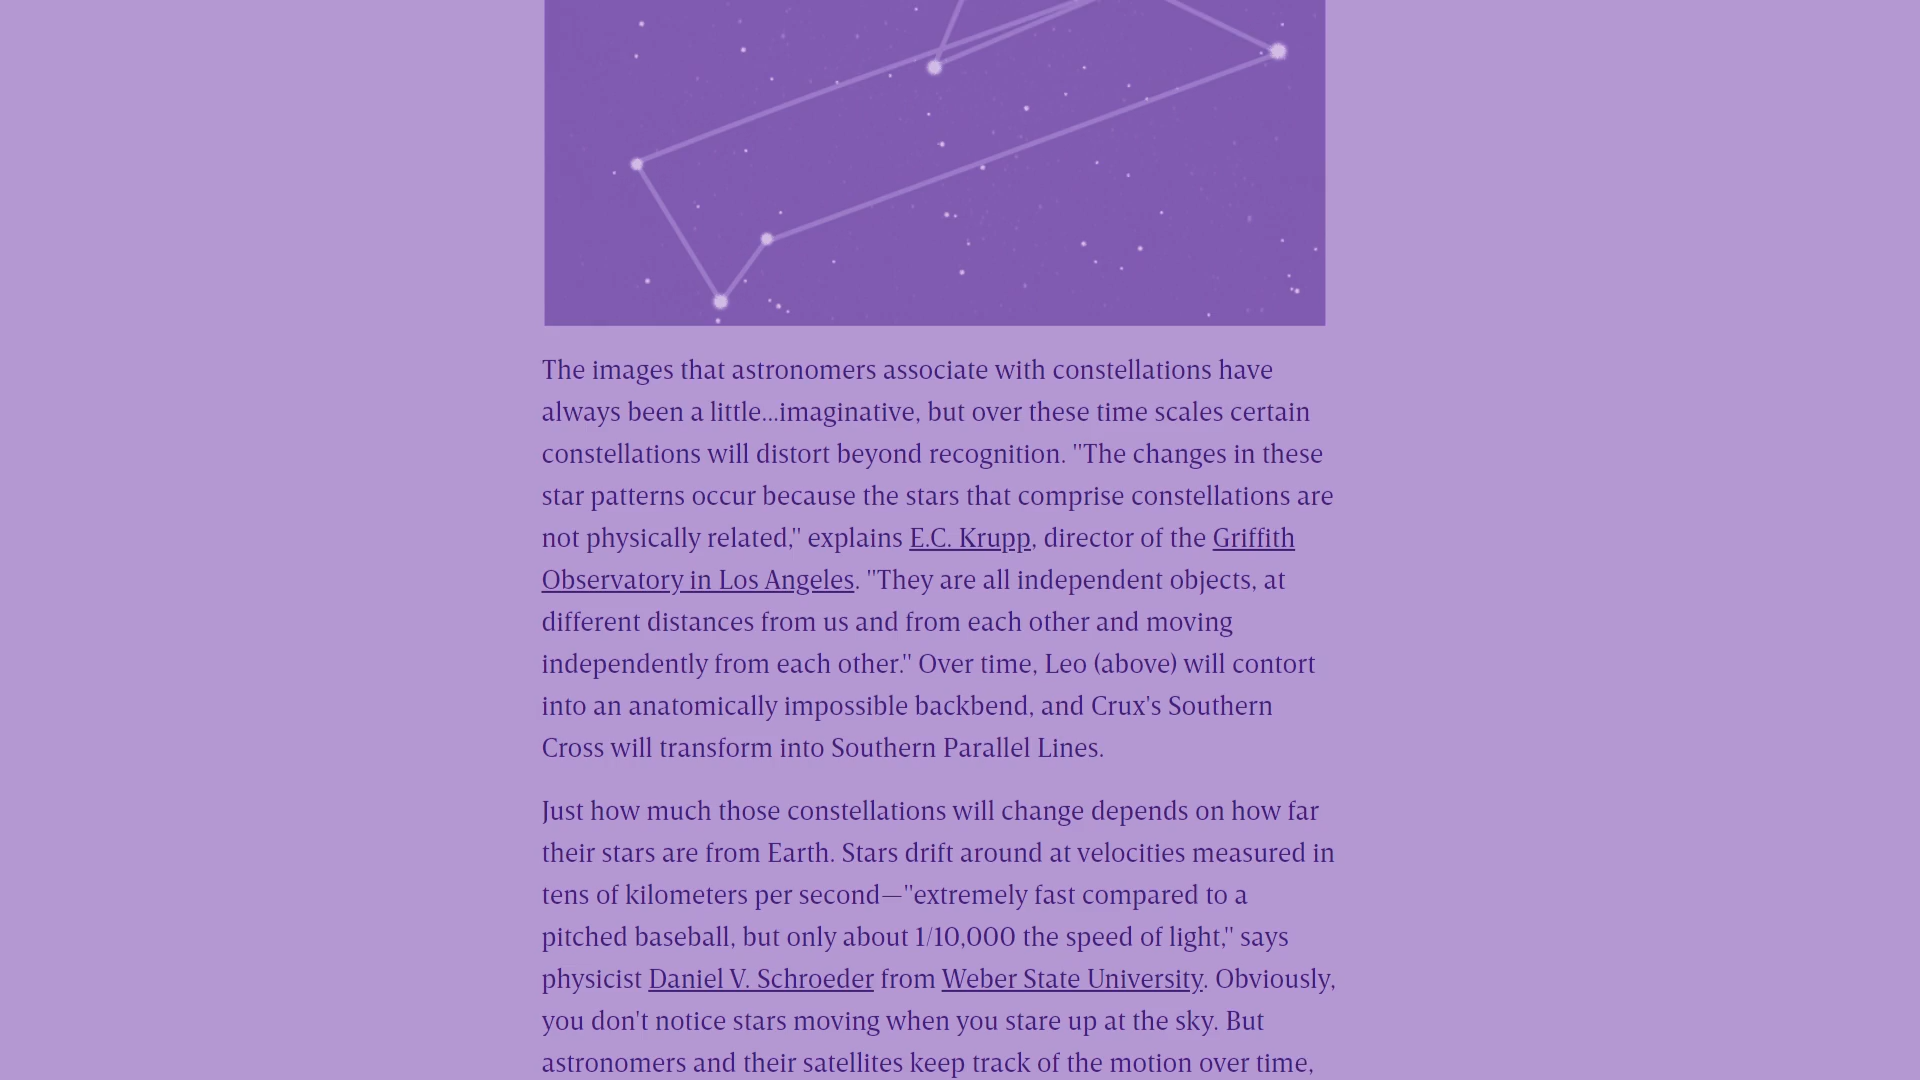 The images that astronomers associate with constellations have
always been a little...imaginative, but over these time scales certain
constellations will distort beyond recognition. "The changes in these
star patterns occur because the stars that comprise constellations are
not physically related," explains E.C. Krupp, director of the Griffith
Observatory in Los Angeles. "They are all independent objects, at
different distances from us and from each other and moving
independently from each other." Over time, Leo (above) will contort
into an anatomically impossible backbend, and Crux's Southern
Cross will transform into Southern Parallel Lines.
Just how much those constellations will change depends on how far
their stars are from Earth. Stars drift around at velocities measured in
tens of kilometers per second—"extremely fast compared to a
pitched baseball, but only about 1/10,000 the speed of light," says
physicist Daniel V. Schroeder from Weber State University. Obviously,
you don't notice stars moving when you stare up at the sky. But
astronomers and their satellites keep track of the motion over time,